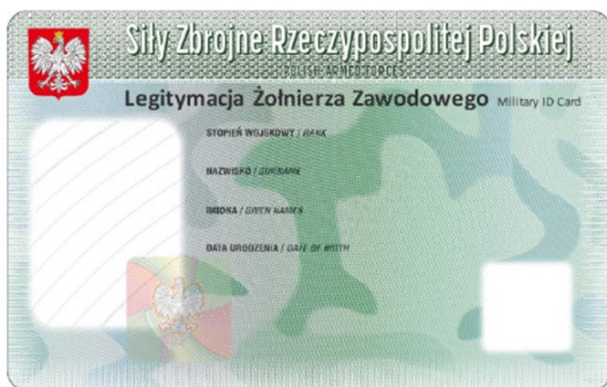 Siły Zbrojne Rzeczypospolitej Polskiej
POLISH ARMED FORCES
Legitymacja Żołnierza Zawodowego Military ID Card
STOPIEŃ WOJSKOWY / RANK
NAZWISKO / SURNAME
IMIONA / GIVEN NAMES
DATA URODZENIA / DATE OF BIRTH